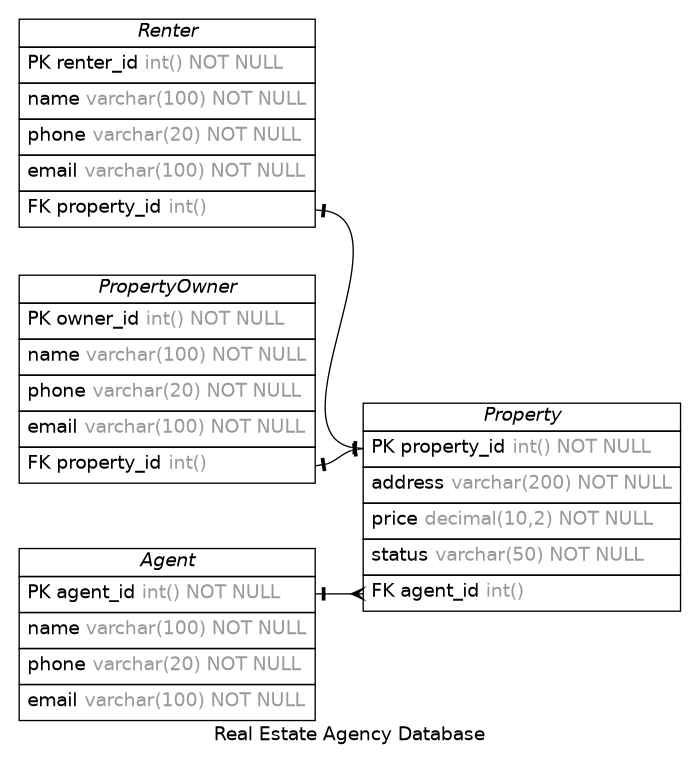 Renter
PK renter_id int() NOT NULL
name varchar(100) NOT NULL
phone varchar(20) NOT NULL
email varchar(100) NOT NULL
FK property_id int()
PropertyOwner
PK owner_id int() NOT NULL
name varchar(100) NOT NULL
phone varchar(20) NOT NULL
email varchar(100) NOT NULL
FK property_id int()
Property
PK property_id int() NOT NULL
address varchar(200) NOT NULL
price decimal(10,2) NOT NULL
status varchar(50) NOT NULL
FK agent_id int()
Agent
PK agent_id int() NOT NULL
name varchar(100) NOT NULL
phone varchar(20) NOT NULL
email varchar(100) NOT NULL
Real Estate Agency Database